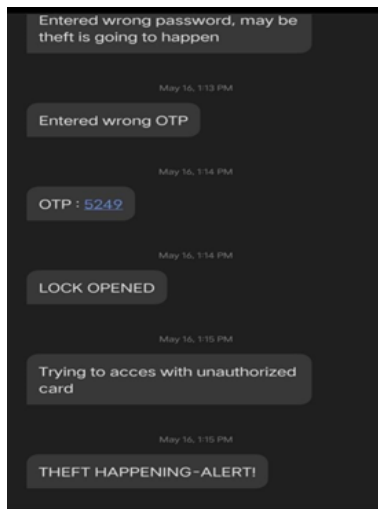 Entered wrong password, may be
theft is going to happen
May 16, 1:13 PM
Entered wrong OTP
May 16, 1:14 PM
OTP : 5249
May 16, 1:14 PM
LOCK OPENED
May 16, 1:15 PM
Trying to acces with unauthorized
card
May 16, 1:15 PM
THEFT HAPPENING-ALERT!